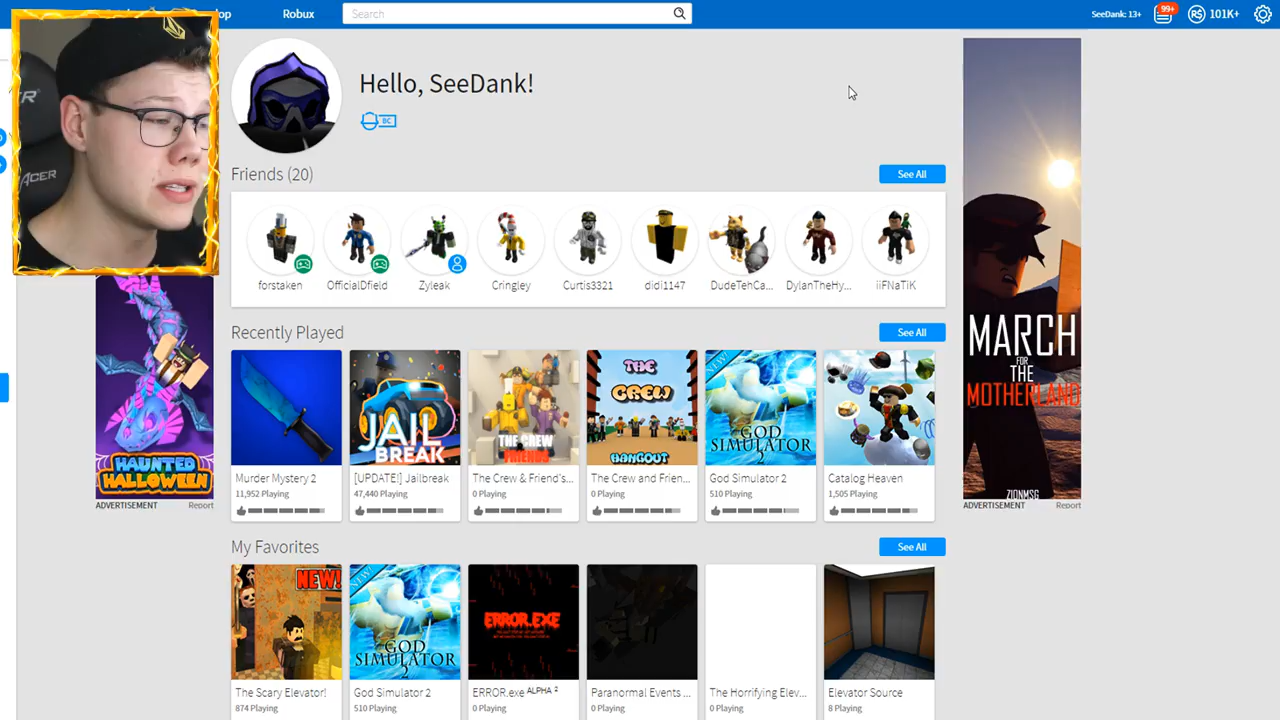 Robux
Search
SeeDank: 13+
99+
101K+
Hello, SeeDank!
BC
Friends (20)
See All
forstaken
OfficialDfield
Zyleak
Cringley
Curtis3321
didi1147
DudeTehCa...
DylanTheHy...
iiFNaTiK
ACER
HAUNTED
HALLOWEEN
ADVERTISEMENT
Report
MARCH
FOR
THE
MOTHERLAND
ZIONMSG
ADVERTISEMENT
Report
Recently Played
See All
JAIL
BREAK
THE CREW
FRIENDS
THE
CREW
HANGOUT
NEW!
GOD
SIMULATOR
2
Murder Mystery 2
[UPDATE!] Jailbreak
The Crew & Friend's...
The Crew and Frien...
God Simulator 2
Catalog Heaven
11,952 Playing
47,440 Playing
0 Playing
0 Playing
510 Playing
1,505 Playing
My Favorites
See All
NEW!
NEW!
GOD
SIMULATOR
2
ERROR.EXE
The Scary Elevator!
God Simulator 2
ERROR.exe ALPHA 2
Paranormal Events ...
The Horrifying Elev...
Elevator Source
874 Playing
510 Playing
0 Playing
0 Playing
0 Playing
8 Playing